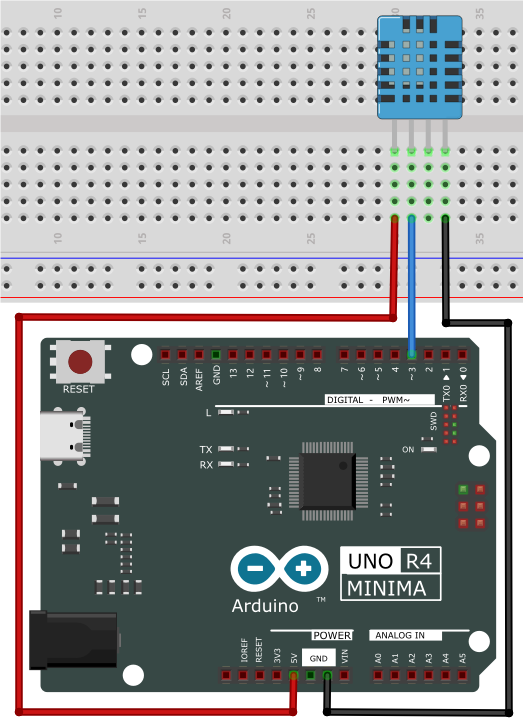 10
15
20
25
30
35
10
15
20
25
35
RESET
SCL
SDA
AREF
GND
13
12
~11
~10
~9
8
7
~6
~5
4
~3
2
TX0 ▶ 1
RX0 ◀ 0
DIGITAL - PWM~
L
TX
RX
SWD
ON
UNO R4
MINIMA
Arduino
TM
POWER
ANALOG IN
IOREF
RESET
3V3
5V
GND
VIN
A0
A1
A2
A3
A4
A5